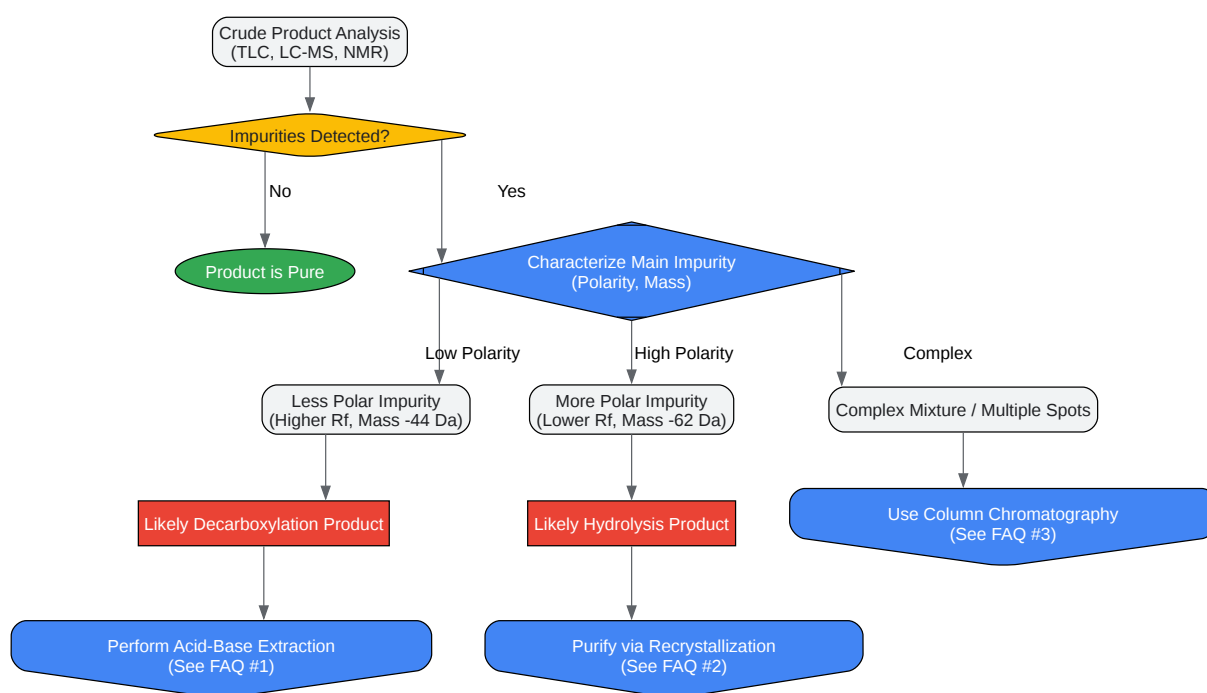 Crude Product Analysis
(TLC, LC-MS, NMR)
Impurities Detected?
No
Yes
Product is Pure
Characterize Main Impurity
(Polarity, Mass)
Low Polarity
High Polarity
Complex
Less Polar Impurity
(Higher Rf, Mass -44 Da)
More Polar Impurity
(Lower Rf, Mass -62 Da)
Complex Mixture / Multiple Spots
Likely Decarboxylation Product
Likely Hydrolysis Product
Use Column Chromatography
(See FAQ #3)
Perform Acid-Base Extraction
(See FAQ #1)
Purify via Recrystallization
(See FAQ #2)